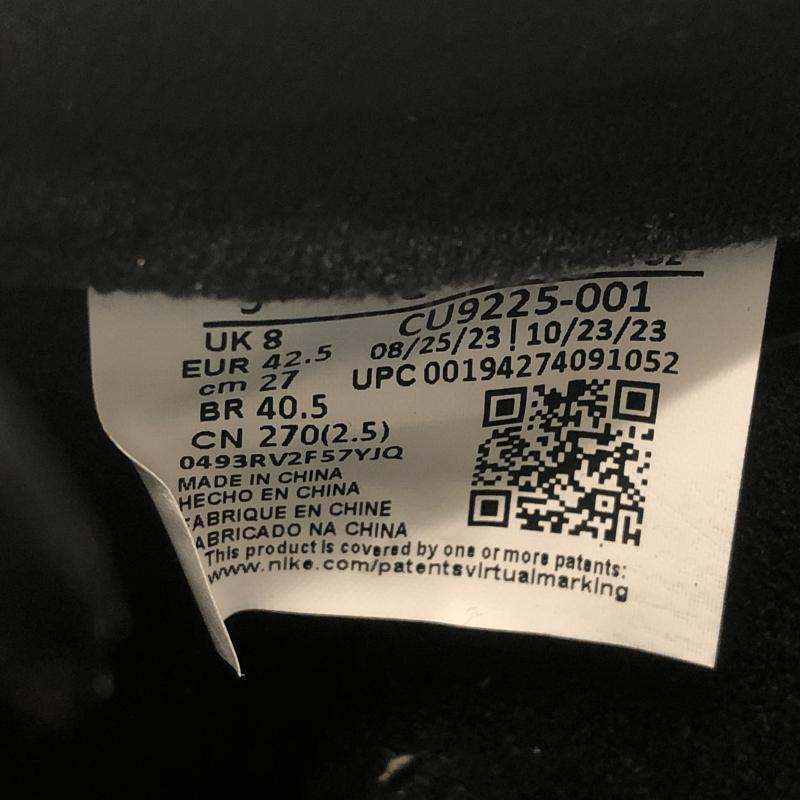 CU9225-001
UK 8
08/25/23 | 10/23/23
EUR 42.5
UPC 00194274091052
cm 27
BR 40.5
CN 270(2.5)
0493RV2F57YJQ
MADE IN CHINA
HECHO EN CHINA
FABRIQUE EN CHINE
FABRICADO NA CHINA
This product is covered by one or more patents:
www.nike.com/patentsvirtualmarking